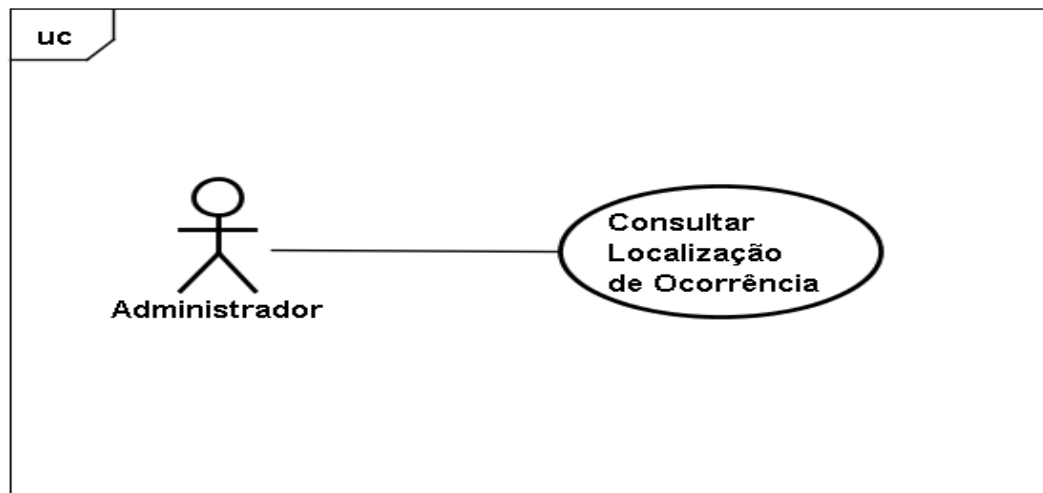 uc
Consultar
Localização
de Ocorrência
Administrador